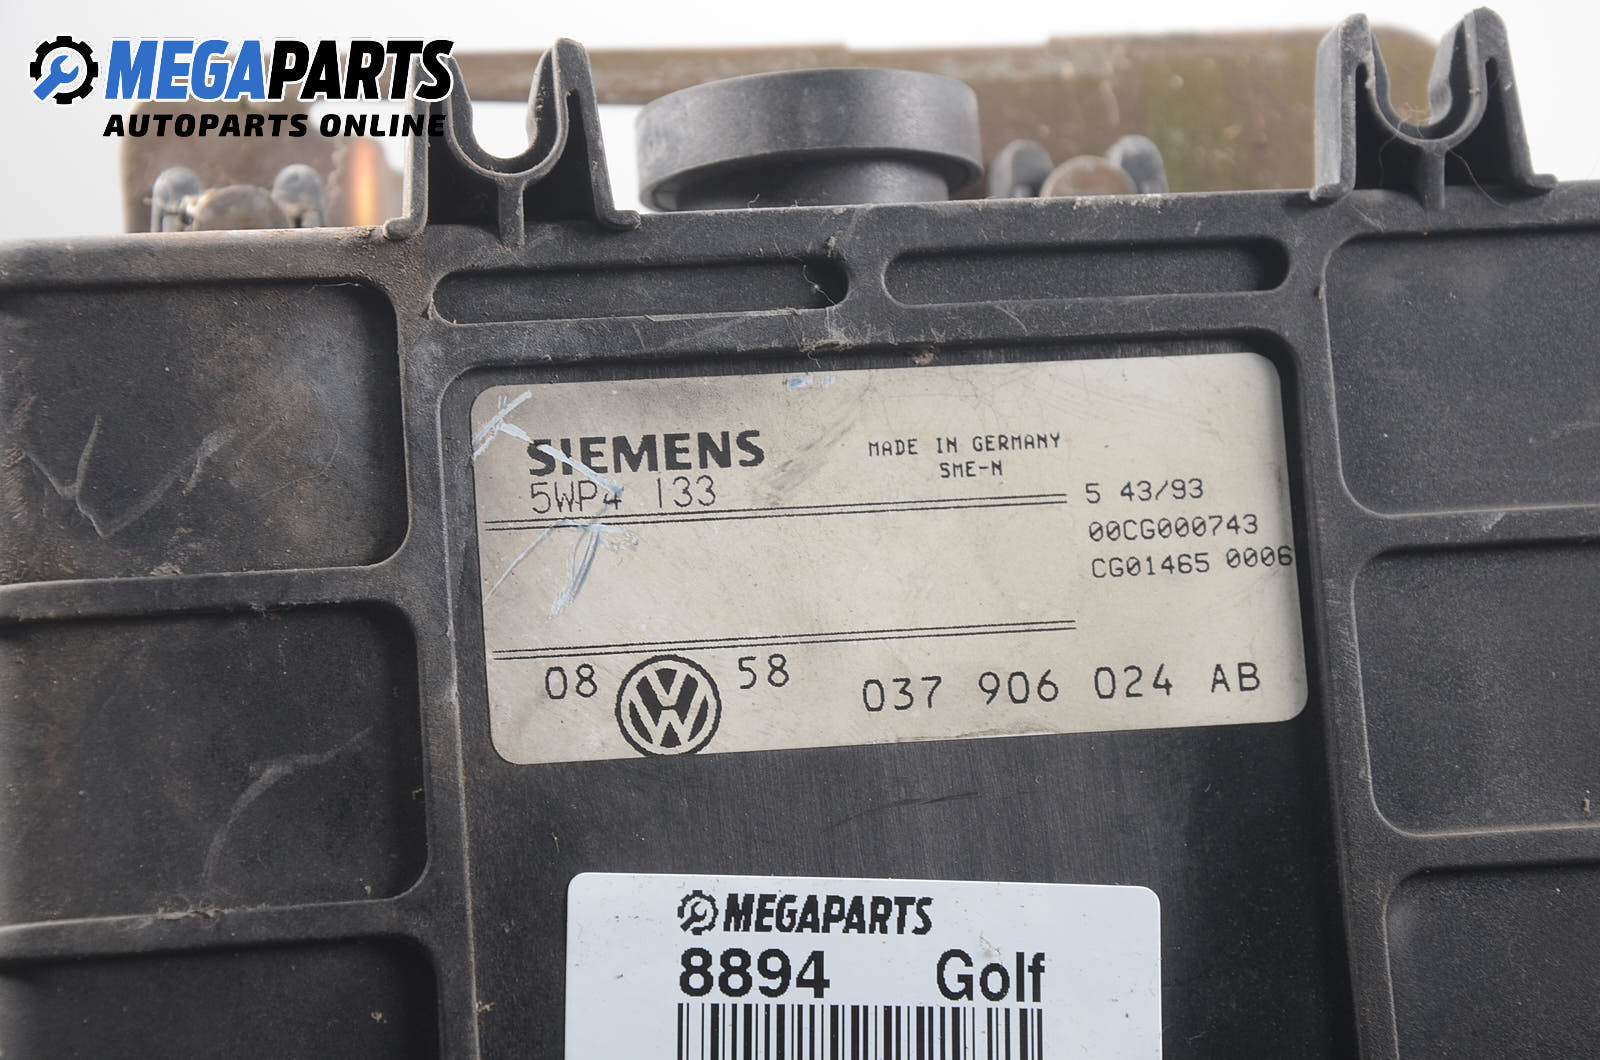 MEGAPARTS
AUTOPARTS ONLINE
SIEMENS
5WP4 133
MADE IN GERMANY
SME-N
5 43/93
00CG000743
CG01465 0006
08 58 037 906 024 AB
MEGAPARTS
8894 Golf